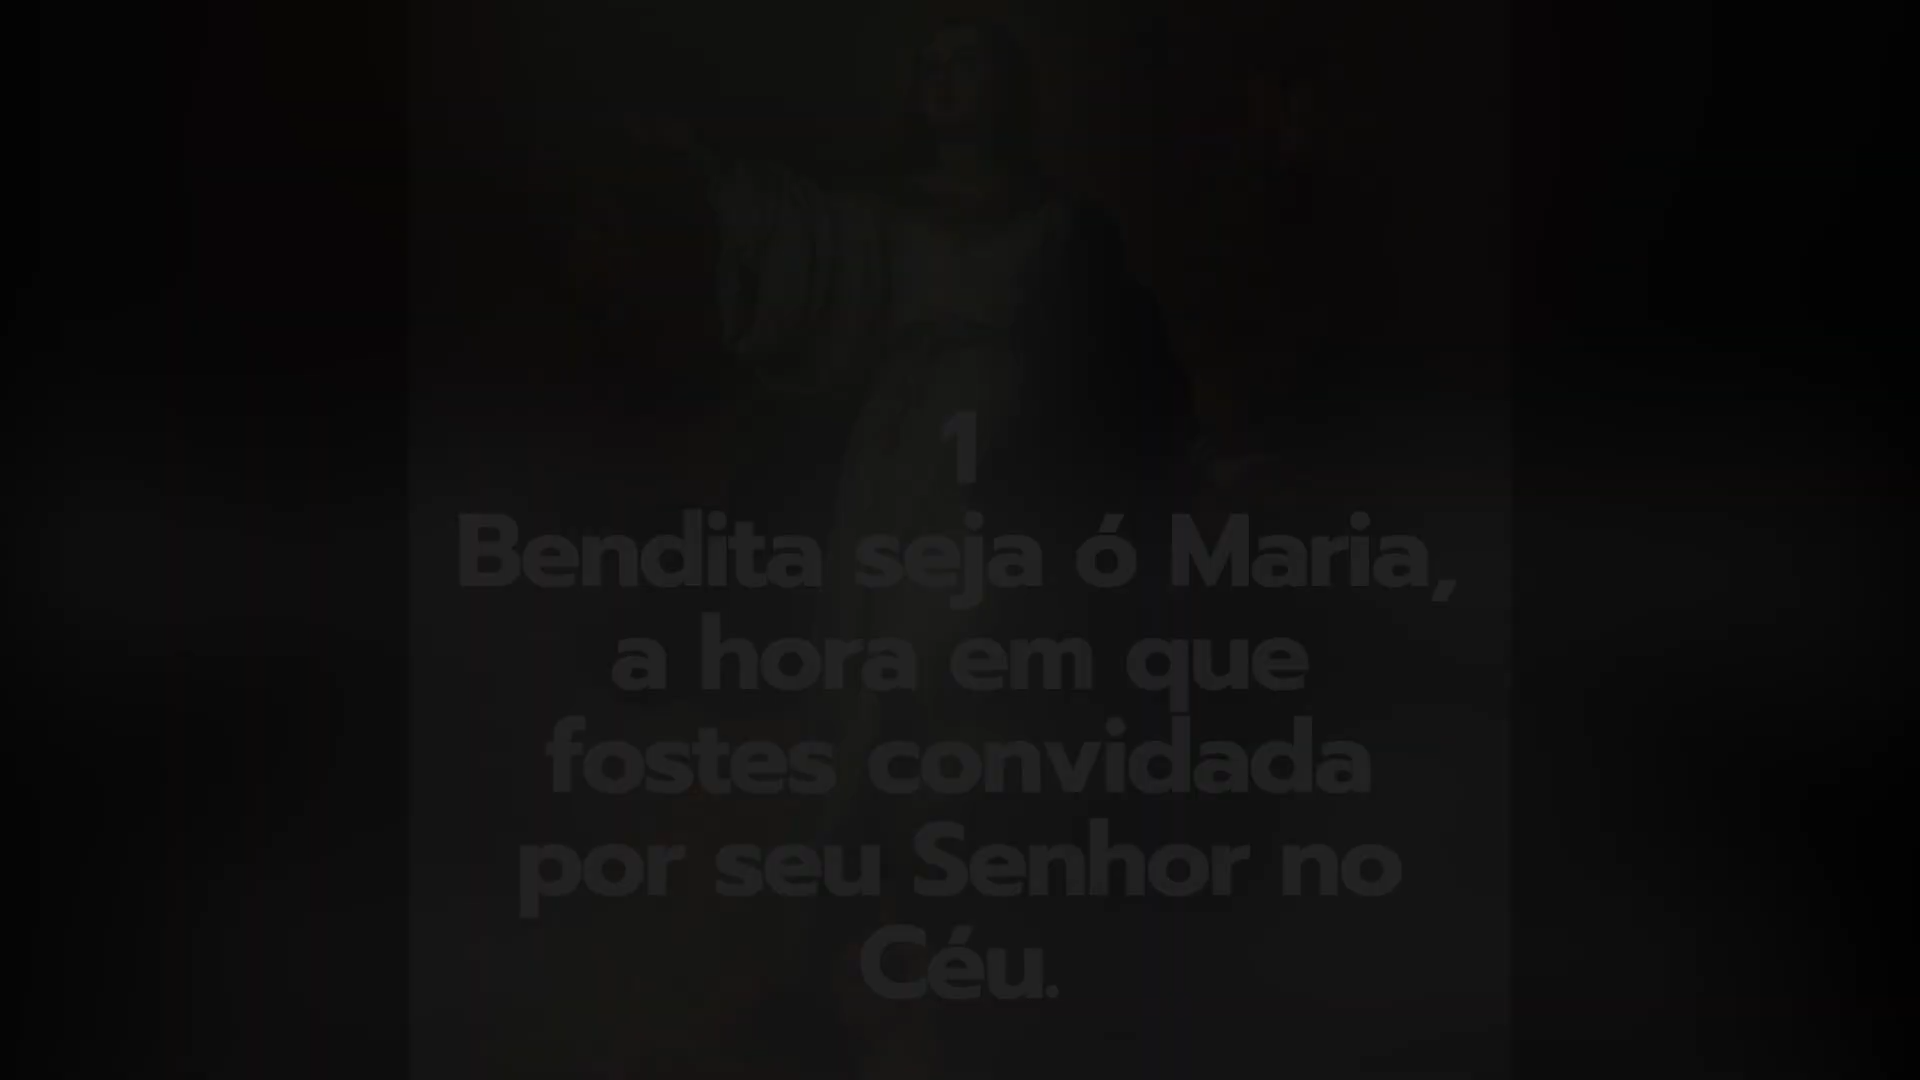 1
Bendita seja ó Maria,
a hora em que
fostes convidada
por seu Senhor no
Céu.